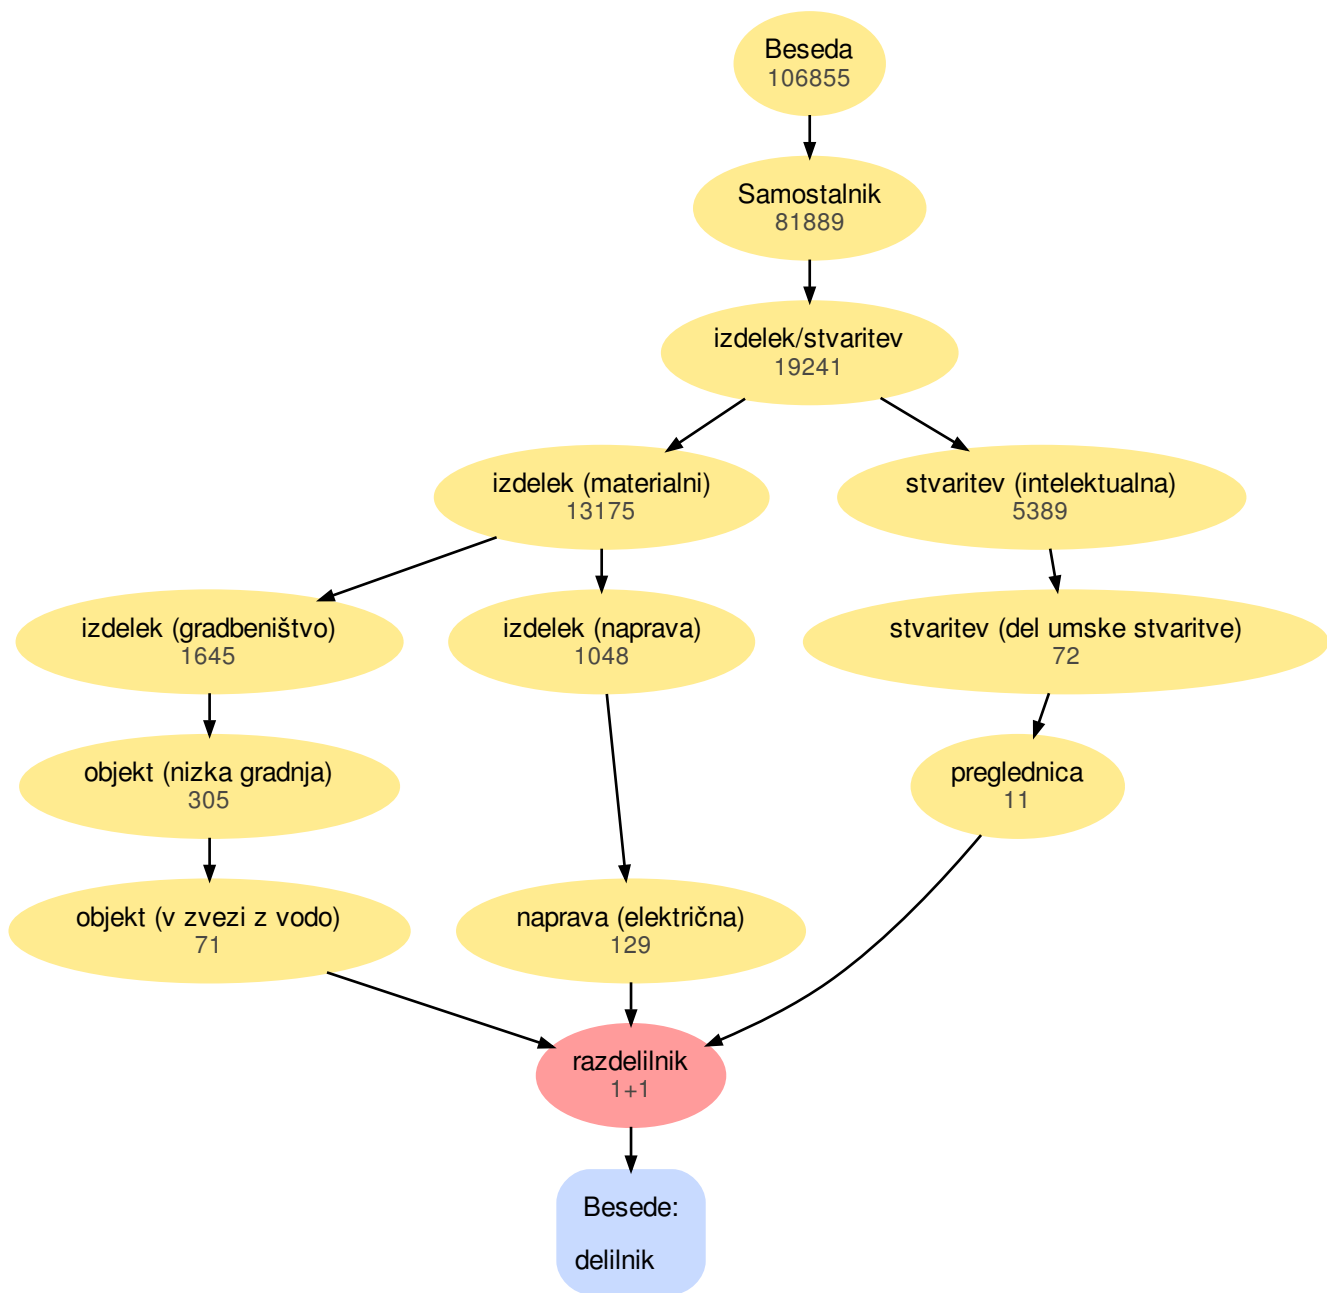 Beseda
106855
Samostalnik
81889
izdelek/stvaritev
19241
izdelek (materialni)
13175
stvaritev (intelektualna)
5389
izdelek (gradbeništvo)
1645
izdelek (naprava)
1048
stvaritev (del umske stvaritve)
72
objekt (nizka gradnja)
305
preglednica
11
objekt (v zvezi z vodo)
71
naprava (električna)
129
razdelilnik
1+1
Besede:
delilnik